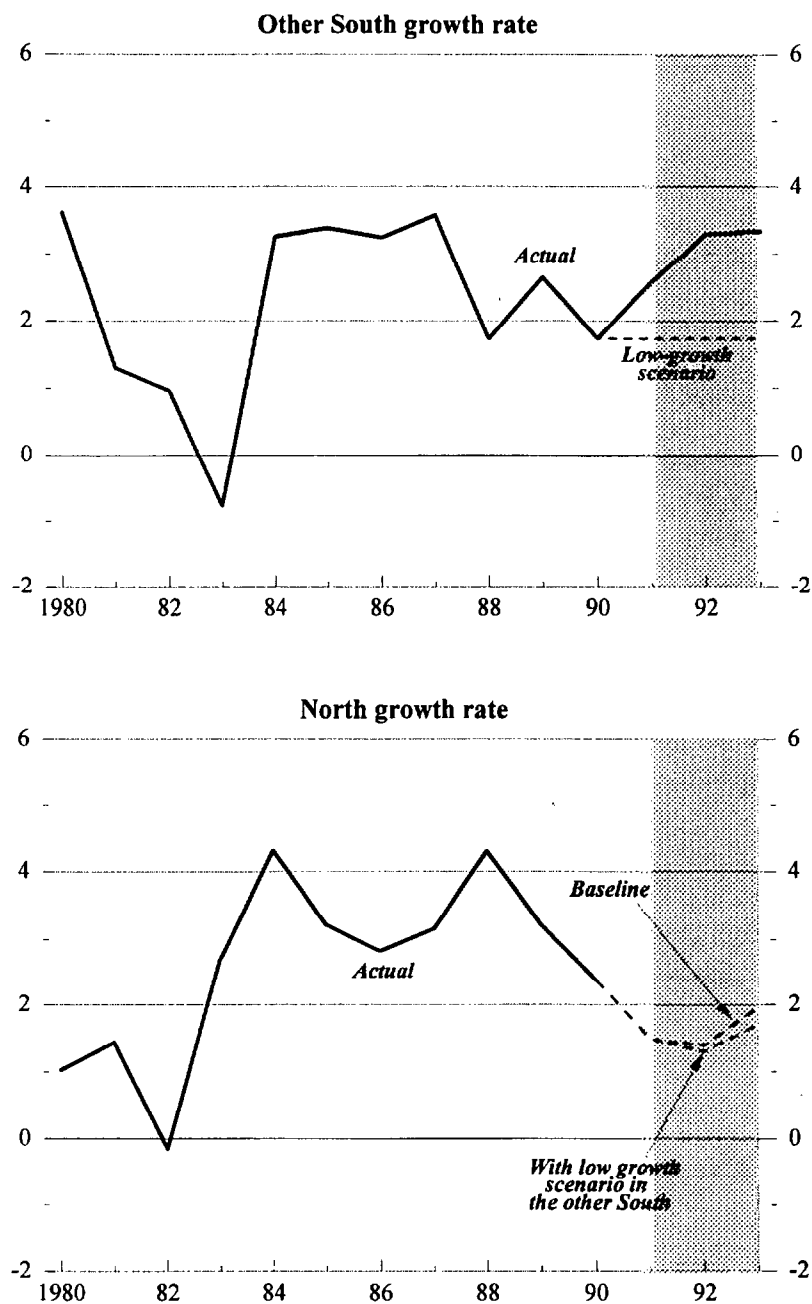 Other South growth rate
6 6
4 4
Actual
2 2
Low-growth
scenario
0 0
-2 -2
1980 82 84 86 88 90 92
North growth rate
6 6
4 4
Baseline
Actual
2 2
0 0
With low growth
scenario in
the other South
-2 -2
1980 82 84 86 88 90 92